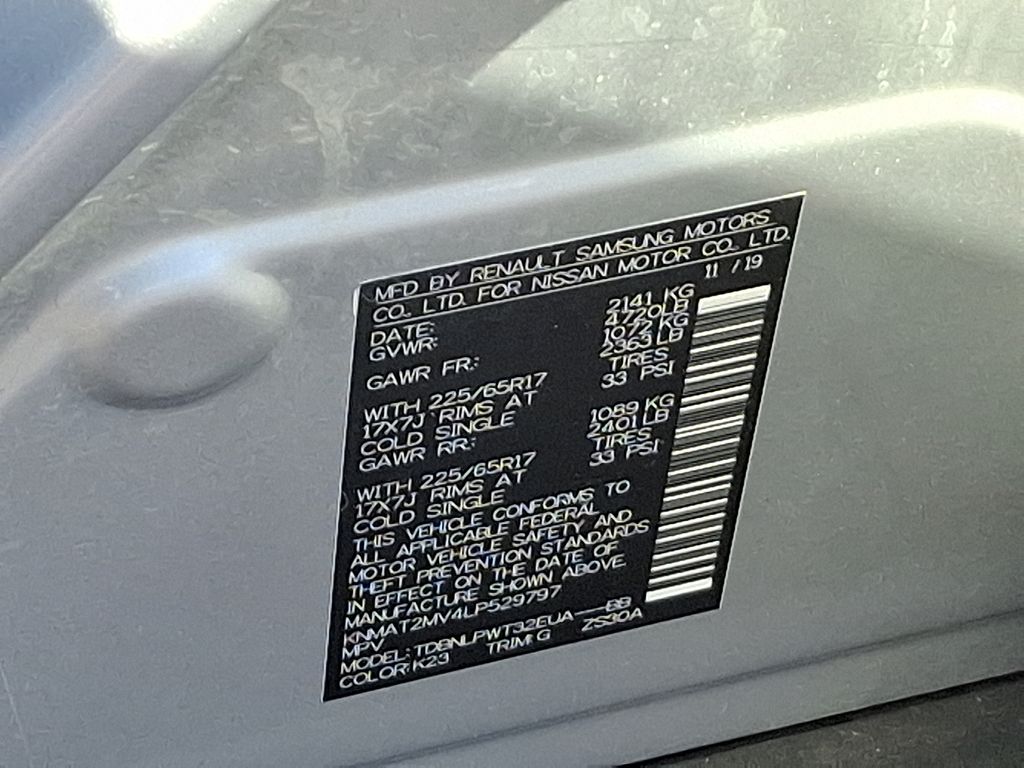 MFD BY RENAULT SAMSUNG MOTORS
CO., LTD. FOR NISSAN MOTOR CO., LTD.
DATE: 11 / 19
GVWR: 2141 KG
4720LB
GAWR FR.: 1072 KG
2363 LB
WITH 225/65R17 TIRES
17X7J RIMS AT 33 PSI
COLD SINGLE
GAWR RR.: 1089 KG
2401 LB
WITH 225/65R17 TIRES
17X7J RIMS AT 33 PSI
COLD SINGLE
THIS VEHICLE CONFORMS TO
ALL APPLICABLE FEDERAL
MOTOR VEHICLE SAFETY AND
THEFT PREVENTION STANDARDS
IN EFFECT ON THE DATE OF
MANUFACTURE SHOWN ABOVE.
KNMAT2MV4LP529797
MPV
MODEL: TDBNLPWT32EUA---BB
COLOR: K23 TRIM: G ZS30A